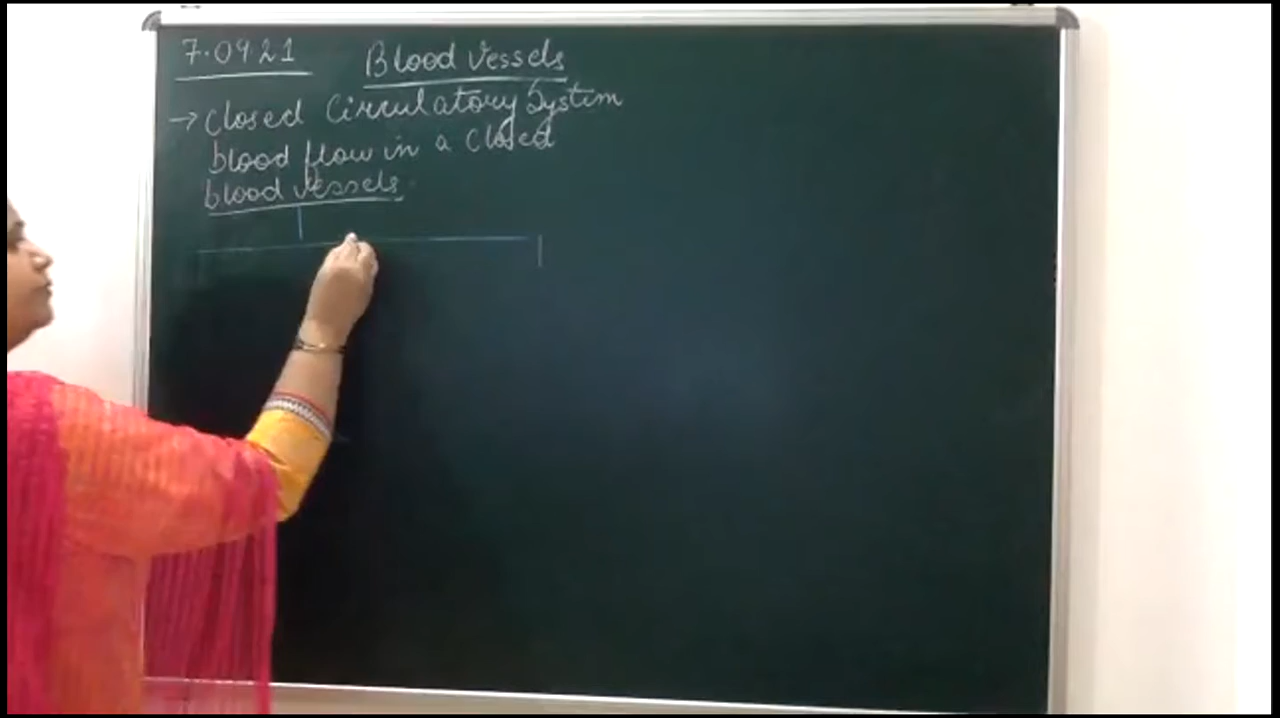 7.09.21
Blood Vessels
→ Closed Circulatory System
blood flow in a Closed
blood vessels.